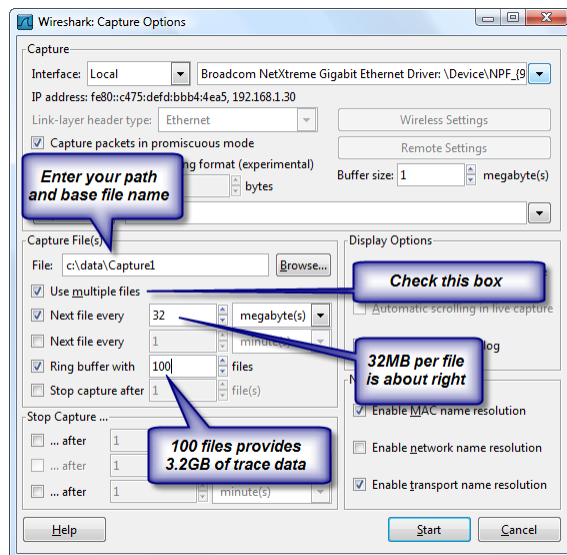 Wireshark: Capture Options
Capture
Interface: Local Broadcom NetXtreme Gigabit Ethernet Driver: \Device\NPF_{9
IP address: fe80::c475:defd:bbb4:4ea5, 192.168.1.30
Link-layer header type: Ethernet Wireless Settings
Capture packets in promiscuous mode Remote Settings
ng format (experimental)
bytes
Buffer size: 1 megabyte(s)
Enter your path
and base file name
Capture File(s)
File: c:\data\Capture1 Browse...
Use multiple files
Next file every 32 megabyte(s)
Next file every 1 minute(s)
Ring buffer with 100 files
Stop capture after 1 file(s)
Display Options
Check this box
Automatic scrolling in live capture
log
32MB per file
is about right
Enable MAC name resolution
Enable network name resolution
Enable transport name resolution
Stop Capture ...
... after 1
... after 1
... after 1 minute(s)
100 files provides
3.2GB of trace data
Help Start Cancel